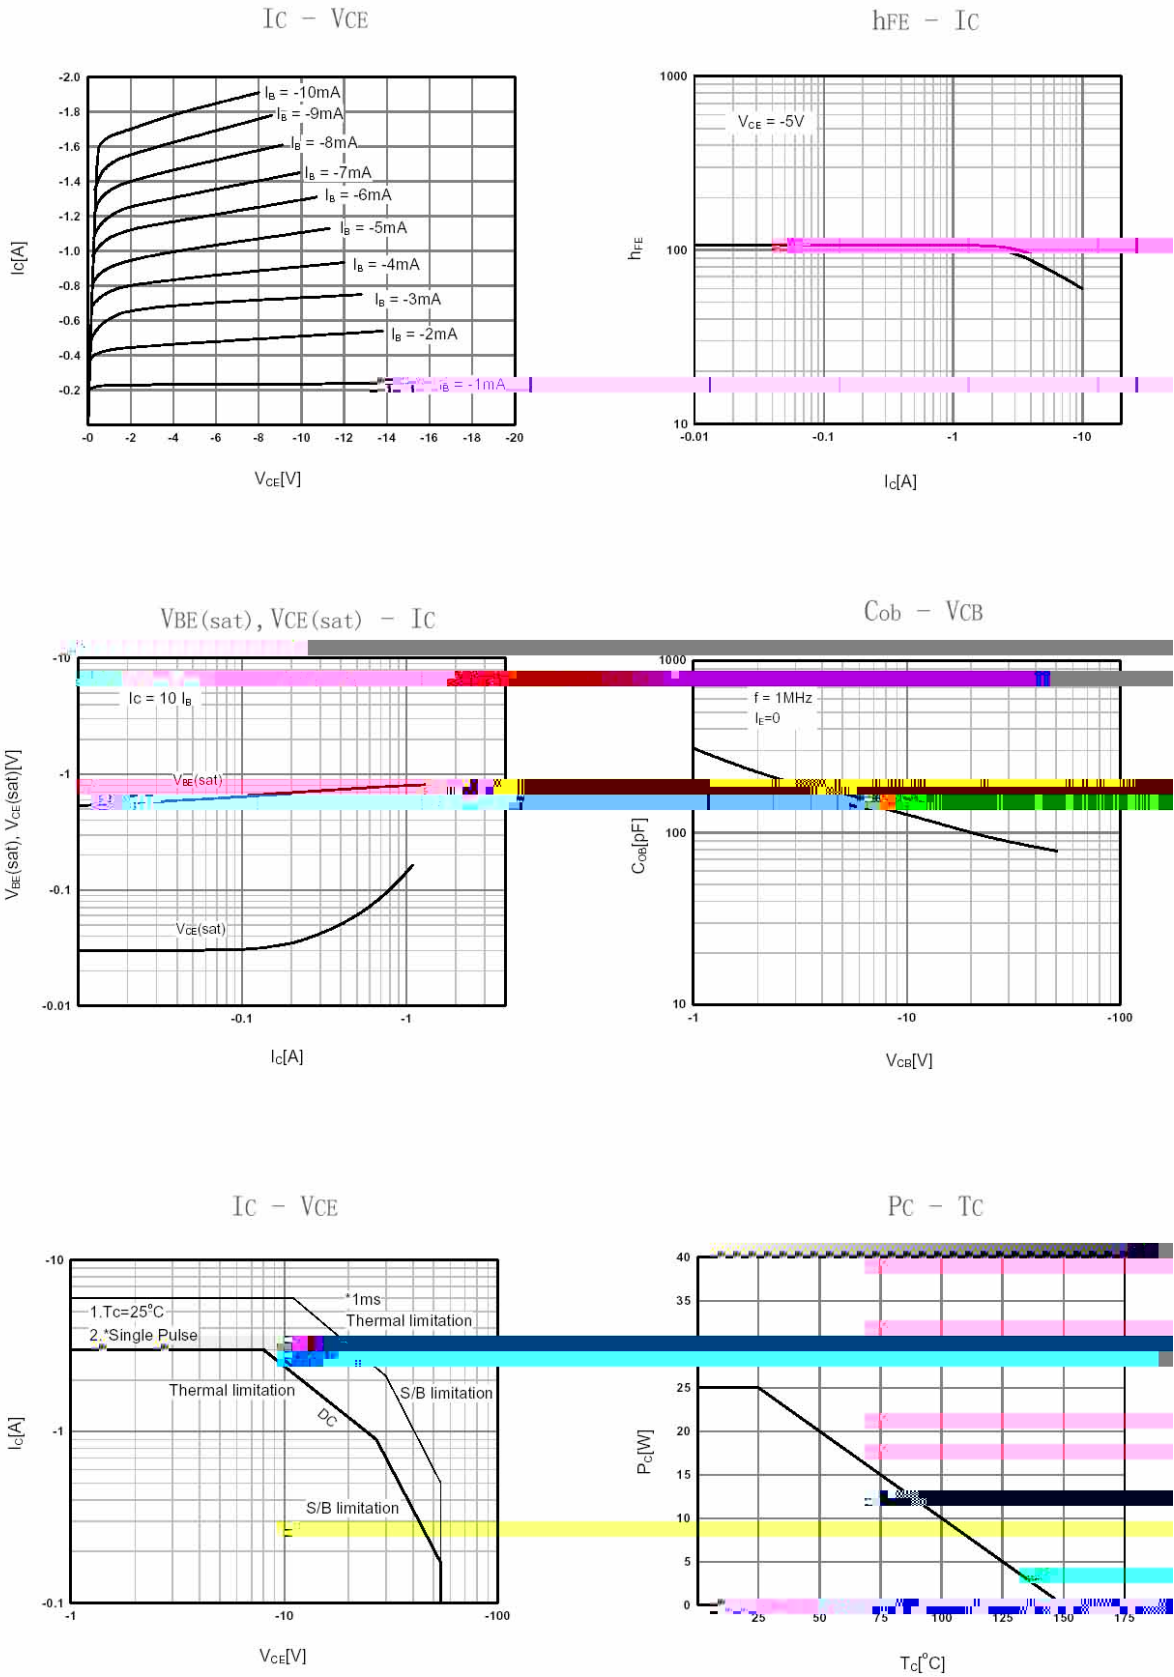 IC - VCE
-2.0
-1.8
-1.6
-1.4
-1.2
-1.0
-0.8
-0.6
-0.4
-0.2
IB = -10mA
IB = -9mA
IB = -8mA
IB = -7mA
IB = -6mA
IB = -5mA
IB = -4mA
IB = -3mA
IB = -2mA
IB = -1mA
Ic[A]
-0 -2 -4 -6 -8 -10 -12 -14 -16 -18 -20
VCE[V]
hFE - IC
1000
100
10
VCE = -5V
hFE
-0.01 -0.1 -1 -10
IC[A]
VBE(sat), VCE(sat) - IC
-10
-1
-0.1
-0.01
Ic = 10 IB
VBE(sat)
VCE(sat)
VBE(sat), VCE(sat)[V]
-0.1 -1
IC[A]
Cob - VCB
1000
100
10
f = 1MHz
IE=0
COB[pF]
-1 -10 -100
VCB[V]
IC - VCE
-10
-1
-0.1
*1ms
1.Tc=25°C
Thermal limitation
2.*Single Pulse
Thermal limitation
S/B limitation
DC
S/B limitation
IC[A]
-1 -10 -100
VCE[V]
PC - TC
40
35
25
20
15
10
5
0
PC[W]
25 50 75 100 125 150 175
TC[°C]